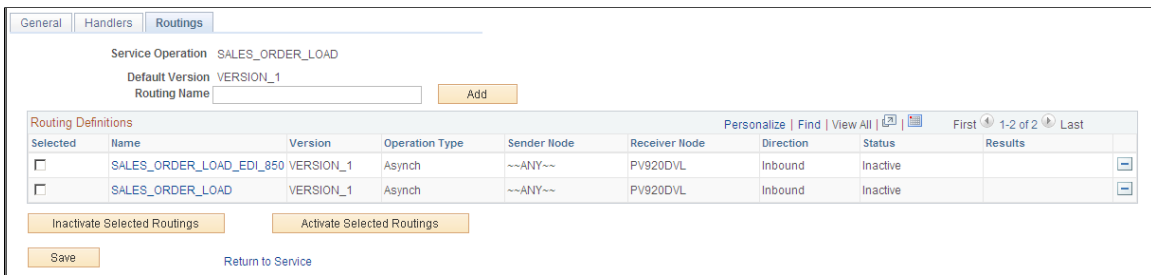 General Handlers Routings
Service Operation SALES_ORDER_LOAD
Default Version VERSION_1
Routing Name Add
Routing Definitions Personalize | Find | View All | | First 1-2 of 2 Last
Selected Name Version Operation Type Sender Node Receiver Node Direction Status Results
SALES_ORDER_LOAD_EDI_850 VERSION_1 Asynch ~~ANY~~ PV920DVL Inbound Inactive
SALES_ORDER_LOAD VERSION_1 Asynch ~~ANY~~ PV920DVL Inbound Inactive
Inactivate Selected Routings Activate Selected Routings
Save Return to Service